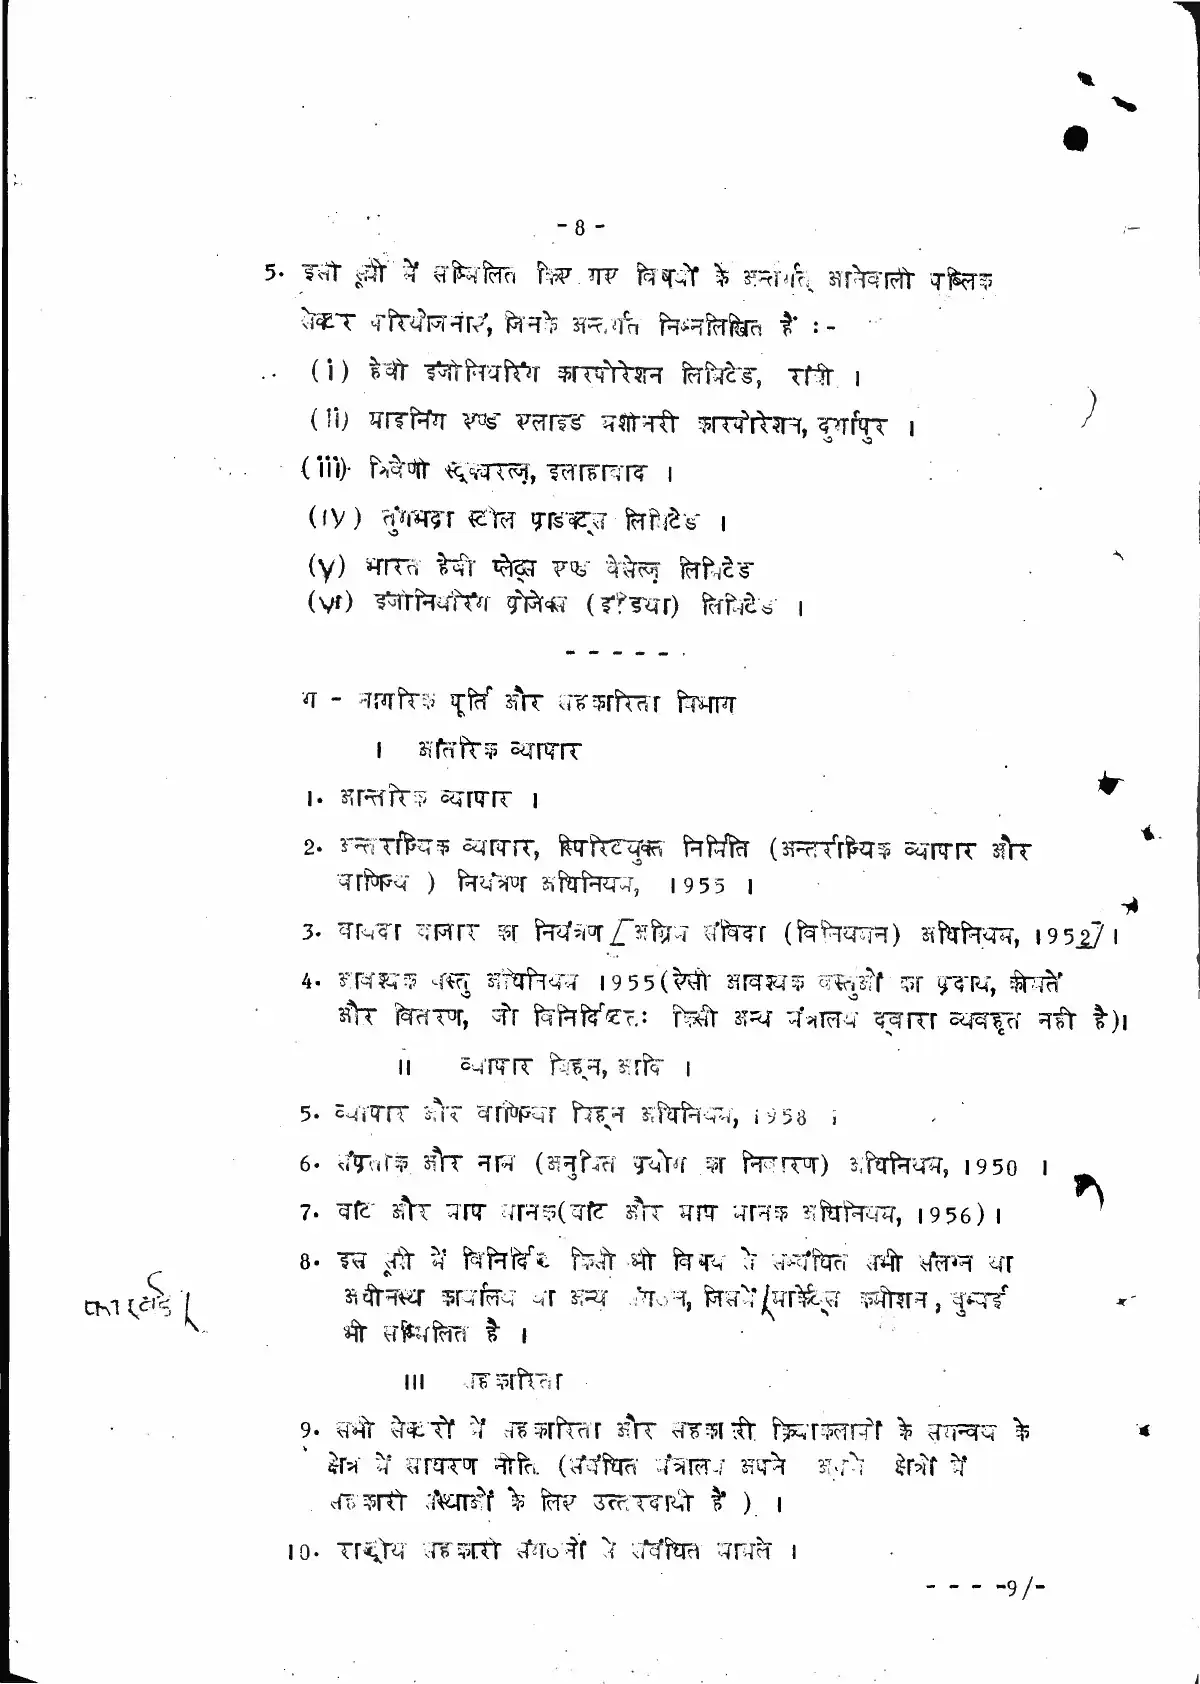 - 8 -
5. इसी सूची में सम्मिलित किए गए विषयों के अन्तर्गत् आनेवाली पब्लिक
सेक्टर परियोजनाएं, जिनके अन्तर्गत निम्नलिखित हैं :-
(i) हेवी इंजीनियरिंग कारपोरेशन लिमिटेड, रांची ।
(ii) माइनिंग एण्ड एलाइड मशीनरी कारपोरेशन, दुर्गापुर ।
(iii) त्रिवेणी स्ट्रक्चरल्ज़, इलाहाबाद ।
(iv) तुंगभद्रा स्टील प्राडक्ट्स लिमिटेड ।
(v) भारत हेवी प्लेट्स एण्ड वेसेल्ज़ लिमिटेड
(vi) इंजीनियरिंग प्रोजेक्ट्स (इंडिया) लिमिटेड ।
- - - - -
ग - नागरिक पूर्ति और सहकारिता विभाग
I आंतरिक व्यापार
1. आन्तरिक व्यापार ।
2. अन्तर्राज्यिक व्यापार, स्पिरिटयुक्त निर्मिति (अन्तर्राज्यिक व्यापार और
वाणिज्य ) नियंत्रण अधिनियम, 1955 ।
3. वायदा बाजार का नियंत्रण [अग्रिम संविदा (विनियमन) अधिनियम, 1952] ।
4. आवश्यक वस्तु अधिनियम 1955(ऐसी आवश्यक वस्तुओं का प्रदाय, कीमतें
और वितरण, जो विनिर्दिष्टतः किसी अन्य मंत्रालय द्वारा व्यवहृत नहीं है)।
II व्यापार चिह्न, आदि ।
5. व्यापार और वाणिज्या चिह्न अधिनियम, 1958 ।
6. संप्रतीक और नाम (अनुचित प्रयोग का निवारण) अधिनियम, 1950 ।
7. बांट और माप मानक(बांट और माप मानक अधिनियम, 1956) ।
8. इस सूची में विनिर्दिष्ट किसी भी विषय से सम्बंधित सभी संलग्न या
अधीनस्थ कार्यालय या अन्य संगठन, जिसमें मार्केट्स कमीशन, बुम्बई
भी सम्मिलित है ।
फारवर्ड
III सहकारिता
9. सभी सेक्टरों में सहकारिता और सहकारी क्रियाकलापों के समन्वय के
क्षेत्र में साधारण नीति. (संबंधित मंत्रालय अपने अपने क्षेत्रों में
सहकारी संस्थाओं के लिए उत्तरदायी हैं ) ।
10. राष्ट्रीय सहकारी संगठनों से संबंधित मामले ।
- - - -9/-